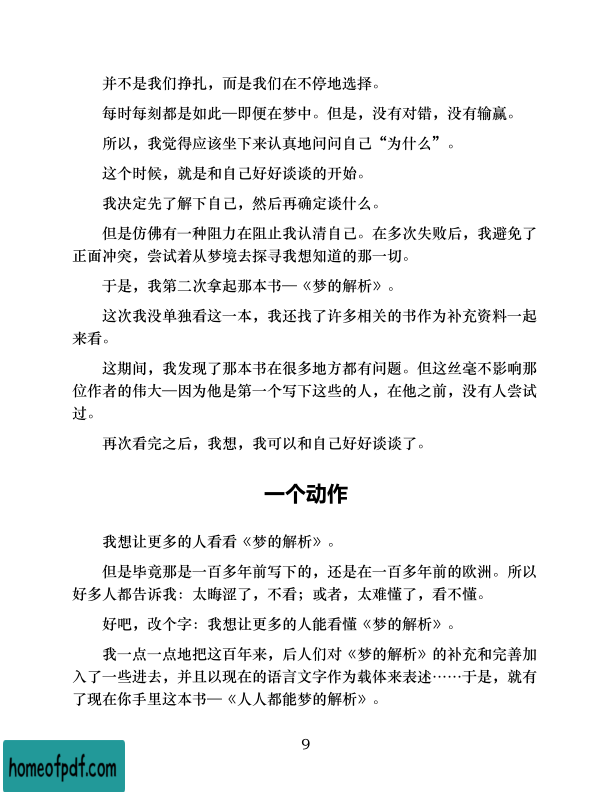 并不是我们挣扎，而是我们在不停地选择。
每时每刻都是如此—即便在梦中。但是，没有对错，没有输赢。
所以，我觉得应该坐下来认真地问问自己“为什么”。
这个时候，就是和自己好好谈谈的开始。
我决定先了解下自己，然后再确定谈什么。
但是仿佛有一种阻力在阻止我认清自己。在多次失败后，我避免了
正面冲突，尝试着从梦境去探寻我想知道的那一切。
于是，我第二次拿起那本书—《梦的解析》。
这次我没单独看这一本，我还找了许多相关的书作为补充资料一起
来看。
这期间，我发现了那本书在很多地方都有问题。但这丝毫不影响那
位作者的伟大—因为他是第一个写下这些的人，在他之前，没有人尝试
过。
再次看完之后，我想，我可以和自己好好谈谈了。
一个动作
我想让更多的人看看《梦的解析》。
但是毕竟那是一百多年前写下的，还是在一百多年前的欧洲。所以
好多人都告诉我：太晦涩了，不看；或者，太难懂了，看不懂。
好吧，改个字：我想让更多的人能看懂《梦的解析》。
我一点一点地把这百年来，后人们对《梦的解析》的补充和完善加
入了一些进去，并且以现在的语言文字作为载体来表述……于是，就有
了现在你手里这本书—《人人都能梦的解析》。
9
homeofpdf.com